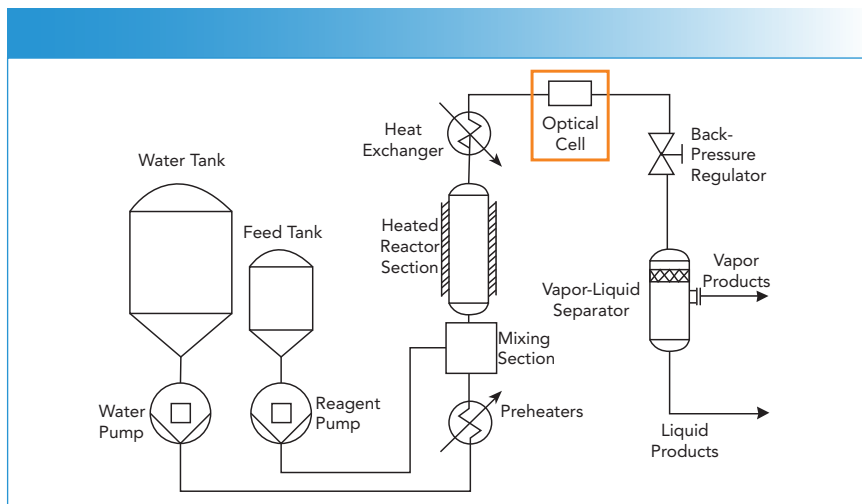 Water Tank
Feed Tank
Water
Pump
Reagent
Pump
Preheaters
Mixing
Section
Heated
Reactor
Section
Heat
Exchanger
Optical
Cell
Back-
Pressure
Regulator
Vapor-Liquid
Separator
Vapor
Products
Liquid
Products